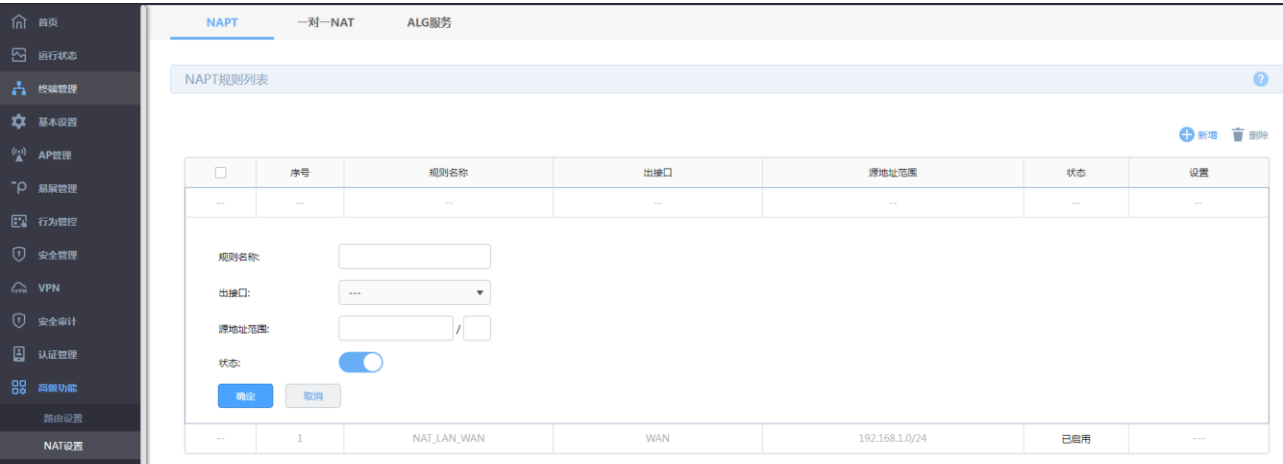 首页
运行状态
终端管理
基本设置
AP管理
易展管理
行为管控
安全管理
VPN
安全审计
认证管理
高级功能
路由设置
NAT设置
NAPT 一对一NAT ALG服务
NAPT规则列表 ?
新增 删除
序号 规则名称 出接口 源地址范围 状态 设置
-- -- -- -- -- -- --
规则名称:
出接口: ---
源地址范围: /
状态:
确定 取消
-- 1 NAT_LAN_WAN WAN 192.168.1.0/24 已启用 ---